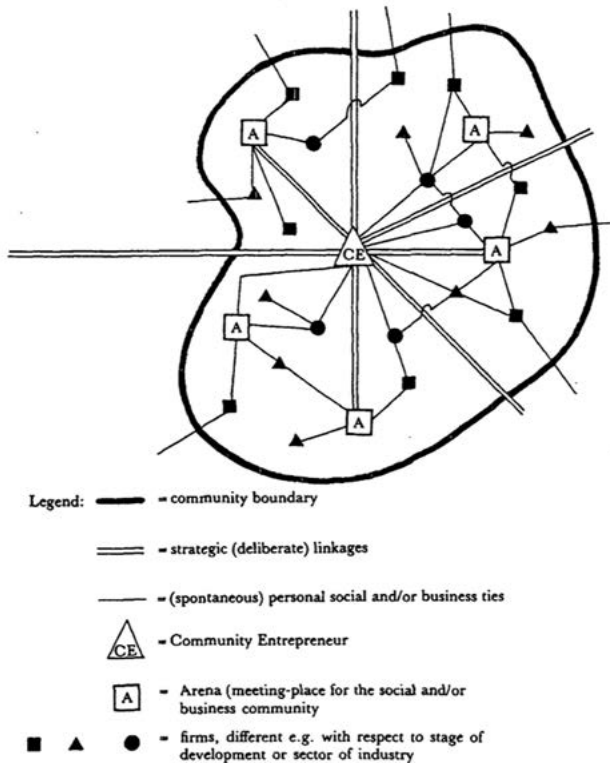 A
A
CE
A
A
A
Legend: = community boundary
= strategic (deliberate) linkages
= (spontaneous) personal social and/or business ties
CE = Community Entrepreneur
A = Arena (meeting-place for the social and/or
business community
= firms, different e.g. with respect to stage of
development or sector of industry